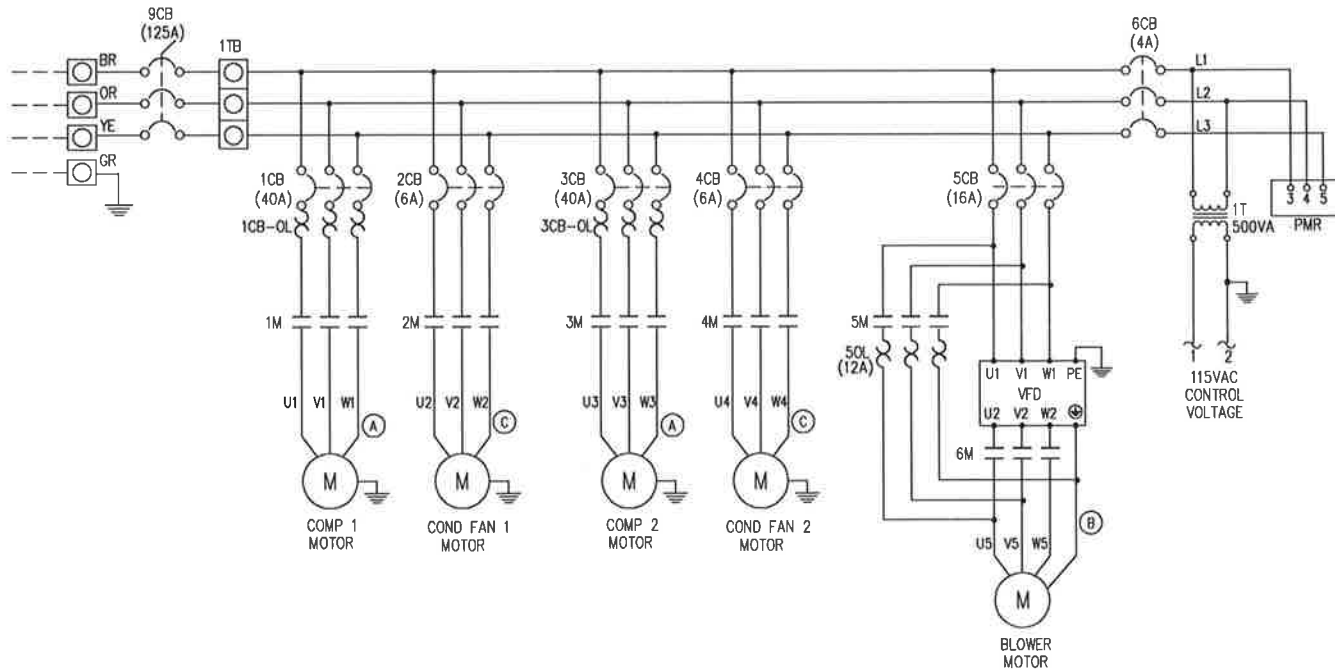 9CB
(125A)
1TB
BR
OR
YE
GR
6CB
(4A)
L1
L2
L3
1CB
(40A)
1CB-OL
2CB
(6A)
3CB
(40A)
3CB-OL
4CB
(6A)
5CB
(16A)
1T
500VA
3 4 5
PMR
1M
2M
3M
4M
5M
5OL
(12A)
U1 V1 W1 PE
VFD
U2 V2 W2
6M
1 2
115VAC
CONTROL
VOLTAGE
U1 V1 W1
A
U2 V2 W2
C
U3 V3 W3
A
U4 V4 W4
C
U5 V5 W5
B
M
COMP 1
MOTOR
M
COND FAN 1
MOTOR
M
COMP 2
MOTOR
M
COND FAN 2
MOTOR
M
BLOWER
MOTOR